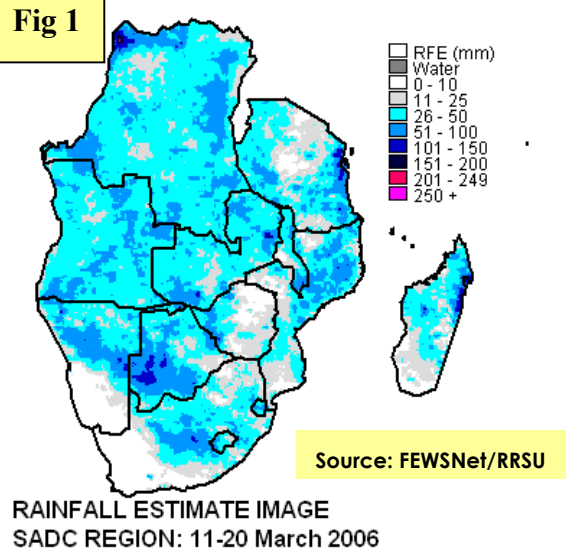 Fig 1
RFE (mm)
Water
0 - 10
11 - 25
26 - 50
51 - 100
101 - 150
151 - 200
201 - 249
250 +
Source: FEWSNet/RRSU
RAINFALL ESTIMATE IMAGE
SADC REGION: 11-20 March 2006